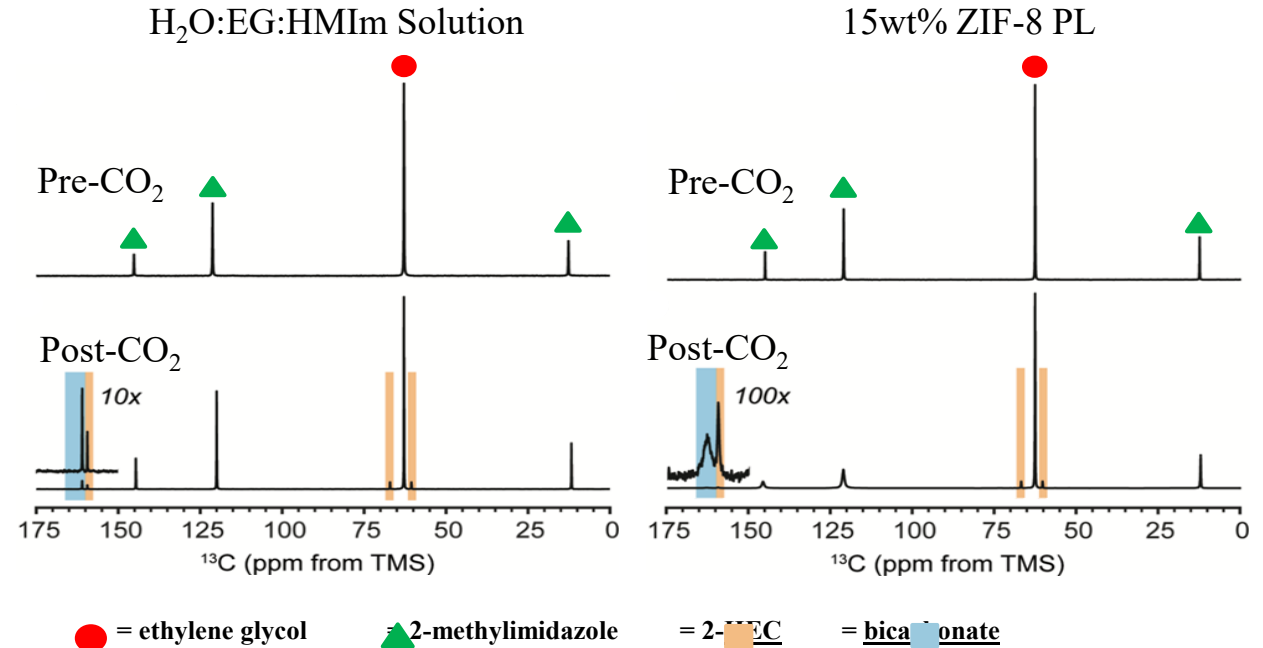 H₂O:EG:HMIm Solution
15wt% ZIF-8 PL
Pre-CO₂
Pre-CO₂
Post-CO₂
Post-CO₂
10x
100x
175 150 125 100 75 50 25 0
175 150 125 100 75 50 25 0
¹³C (ppm from TMS)
¹³C (ppm from TMS)
= ethylene glycol = 2-methylimidazole = 2-HEC = bicarbonate